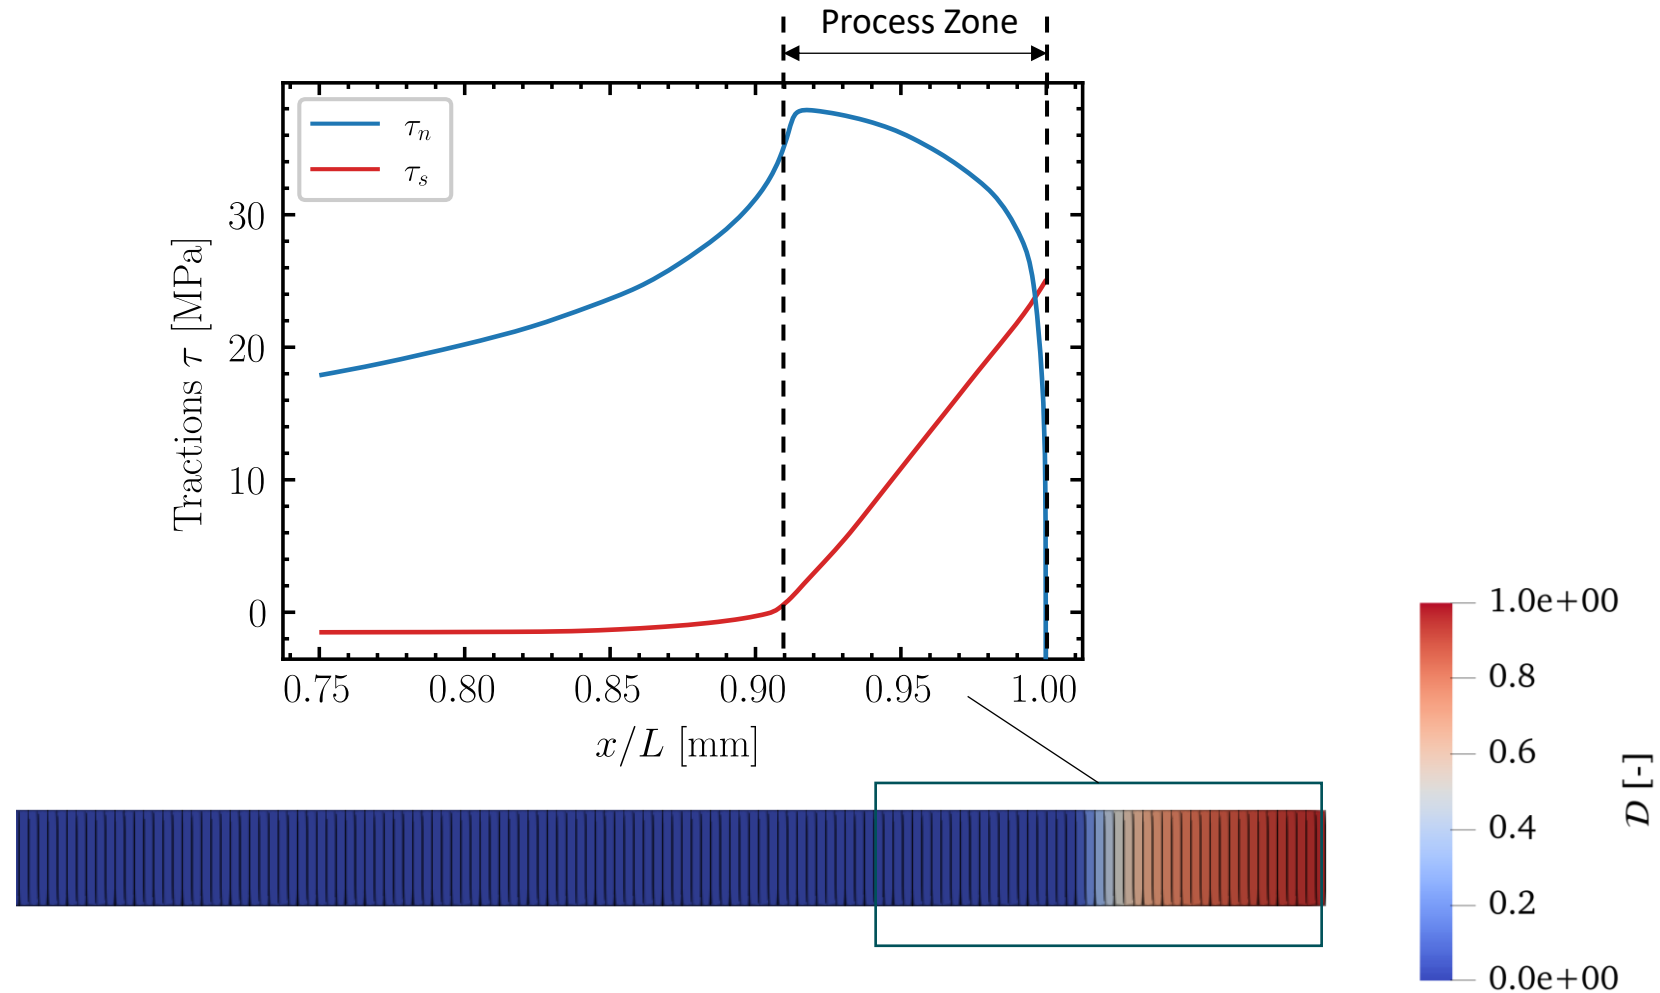 Process Zone
τₙ
τₛ
30
20
10
0
Tractions τ [MPa]
0.75 0.80 0.85 0.90 0.95 1.00
x/L [mm]
1.0e+00
0.8
0.6
0.4
0.2
0.0e+00
𝒟 [-]